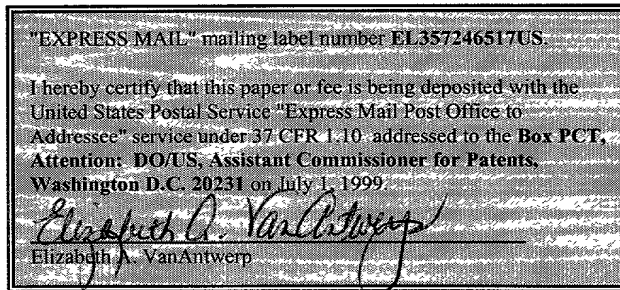 "EXPRESS MAIL" mailing label number EL357246517US.
I hereby certify that this paper or fee is being deposited with the
United States Postal Service "Express Mail Post Office to
Addressee" service under 37 CFR 1.10 addressed to the Box PCT,
Attention: DO/US, Assistant Commissioner for Patents,
Washington D.C. 20231 on July 1, 1999.
Elizabeth A. VanAntwerp
Elizabeth A. VanAntwerp